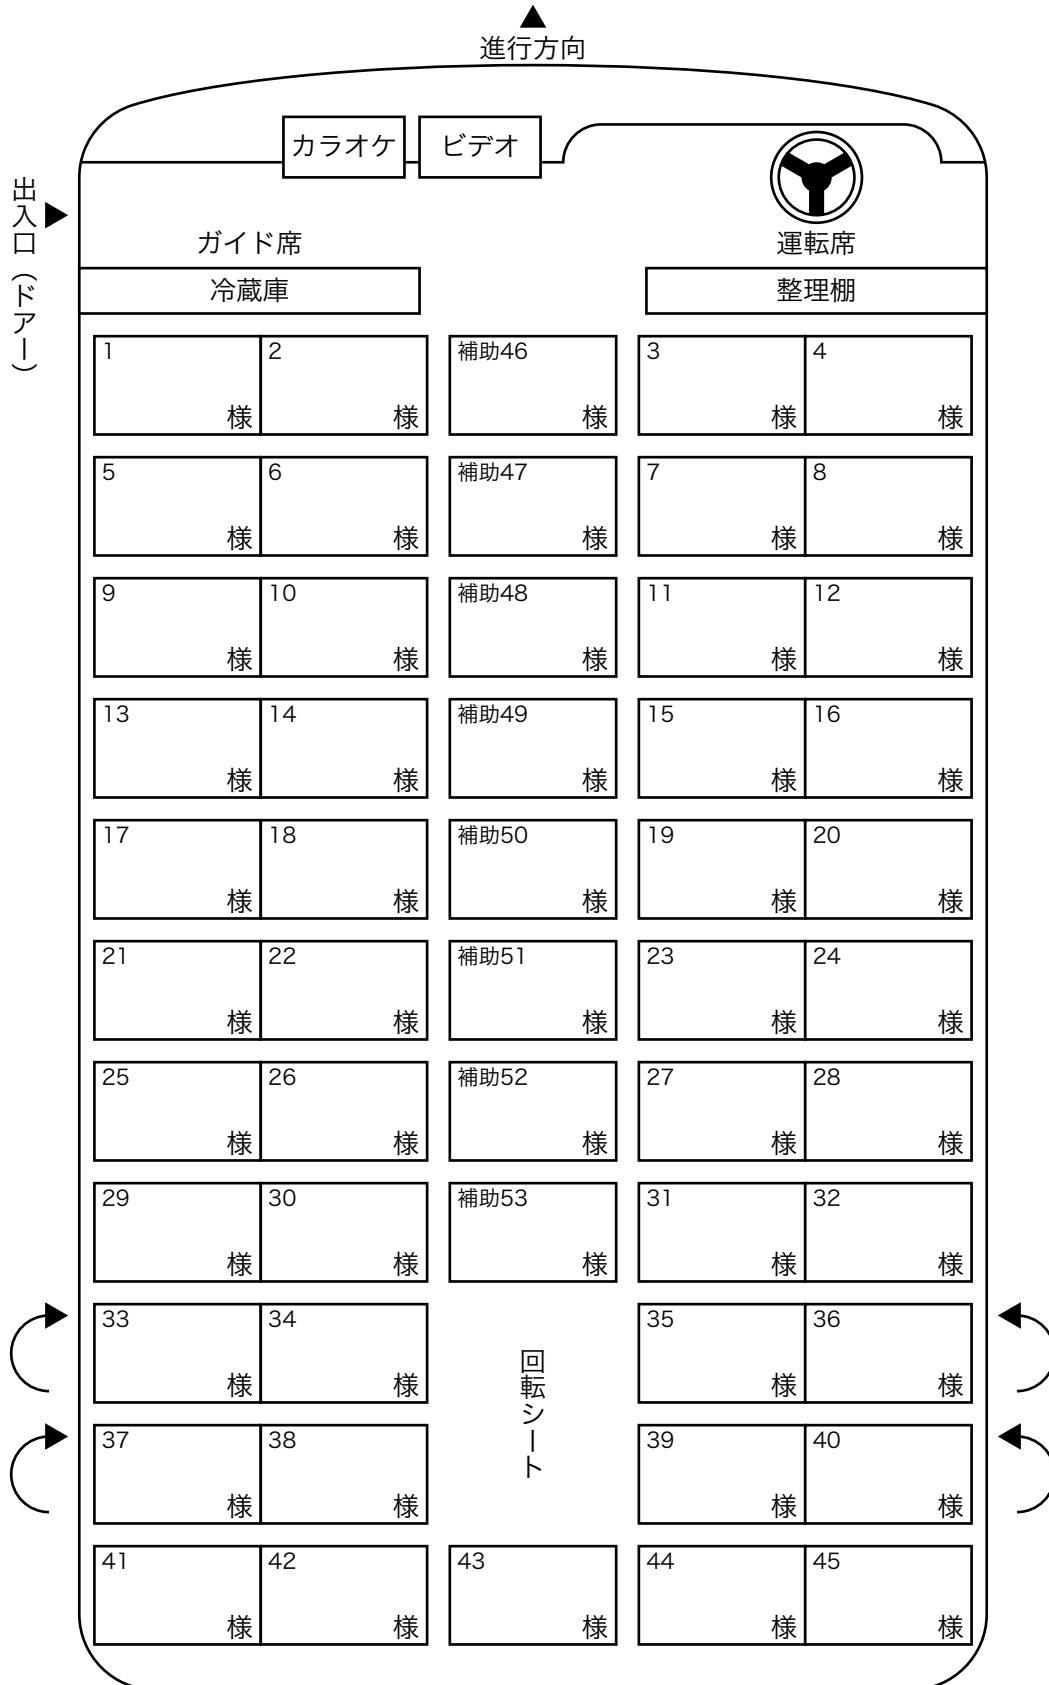 進行方向
カラオケ ビデオ
出入口（ドアー）
ガイド席 運転席
冷蔵庫 整理棚
1 2 補助46 3 4
様 様 様 様 様
5 6 補助47 7 8
様 様 様 様 様
9 10 補助48 11 12
様 様 様 様 様
13 14 補助49 15 16
様 様 様 様 様
17 18 補助50 19 20
様 様 様 様 様
21 22 補助51 23 24
様 様 様 様 様
25 26 補助52 27 28
様 様 様 様 様
29 30 補助53 31 32
様 様 様 様 様
33 34 35 36
様 様 様 様
回転シート
37 38 39 40
様 様 様 様
41 42 43 44 45
様 様 様 様 様